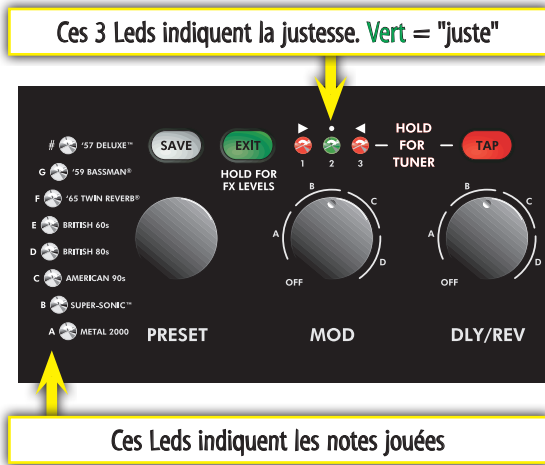 Ces 3 Leds indiquent la justesse. Vert = "juste"
# '57 DELUXE™
G '59 BASSMAN®
F '65 TWIN REVERB®
E BRITISH 60s
D BRITISH 80s
C AMERICAN 90s
B SUPER-SONIC™
A METAL 2000
SAVE
EXIT
HOLD FOR
FX LEVELS
▶ • ◀
1 2 3
HOLD
FOR
TUNER
TAP
PRESET
OFF A B C D
MOD
OFF A B C D
DLY/REV
Ces Leds indiquent les notes jouées